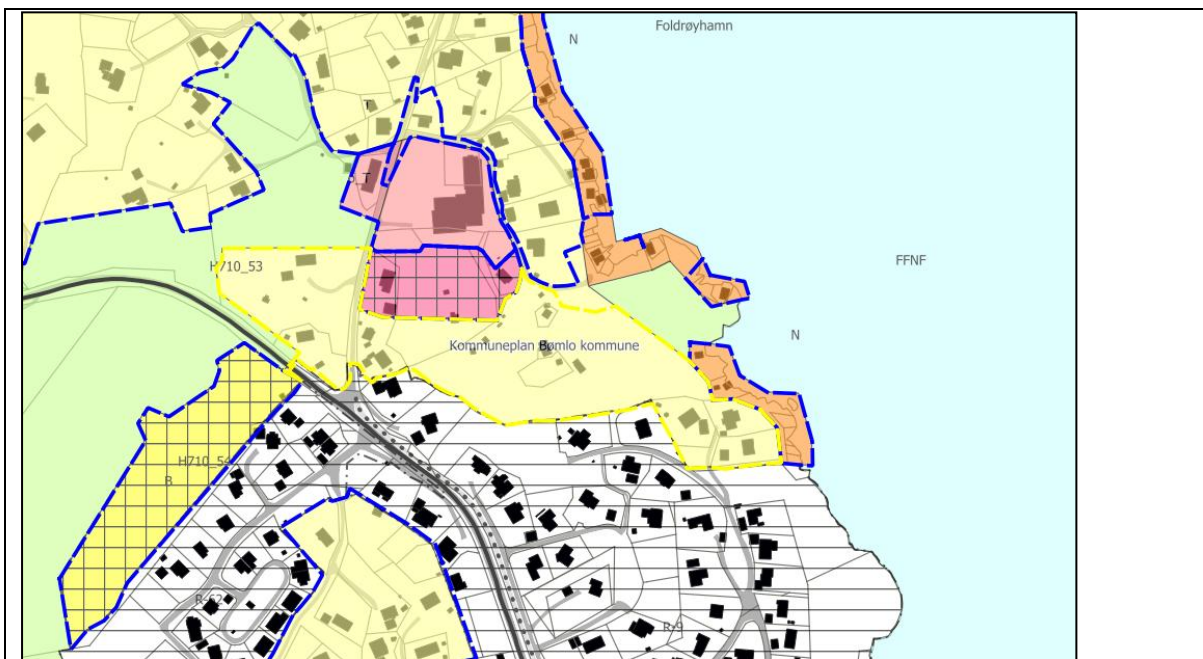 Foldrøyhamn
N
T
T
FFNF
H710_53
N
Kommuneplan Bømlo kommune
H710_54
B
R-62
R-9